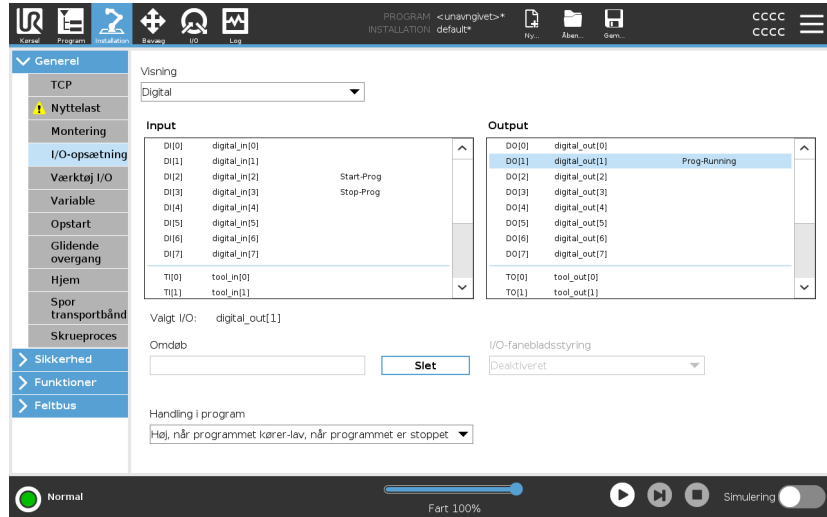 UR
Kørsel
Program
Installation
Bevæg
I/O
Log
PROGRAM <unavngivet>*
INSTALLATION default*
Ny...
Åben...
Gem...
CCCC
CCCC
Generel
TCP
Nyttelast
Montering
I/O-opsætning
Værktøj I/O
Variable
Opstart
Glidende
overgang
Hjem
Spor
transportbånd
Skrueproces
Sikkerhed
Funktioner
Feltbus
Visning
Digital
Input
DI[0] digital_in[0]
DI[1] digital_in[1]
DI[2] digital_in[2] Start-Prog
DI[3] digital_in[3] Stop-Prog
DI[4] digital_in[4]
DI[5] digital_in[5]
DI[6] digital_in[6]
DI[7] digital_in[7]
TI[0] tool_in[0]
TI[1] tool_in[1]
Output
DO[0] digital_out[0]
DO[1] digital_out[1] Prog-Running
DO[2] digital_out[2]
DO[3] digital_out[3]
DO[4] digital_out[4]
DO[5] digital_out[5]
DO[6] digital_out[6]
DO[7] digital_out[7]
TO[0] tool_out[0]
TO[1] tool_out[1]
Valgt I/O: digital_out[1]
Omdøb
Slet
I/O-fanebladsstyring
Deaktiveret
Handling i program
Høj, når programmet kører-lav, når programmet er stoppet
Normal
Fart 100%
Simulering